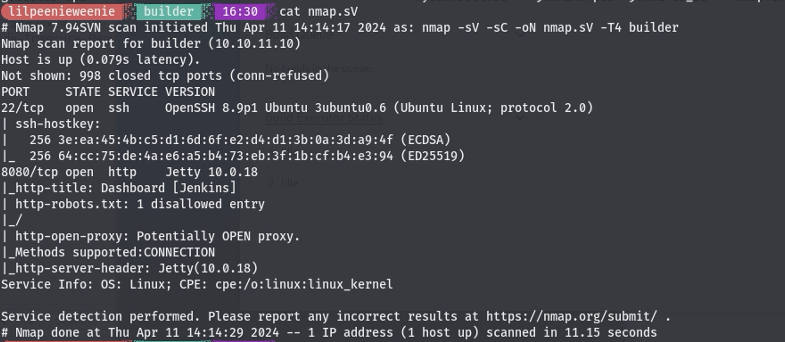 lilpeenieweenie builder 16:30 cat nmap.sV
# Nmap 7.94SVN scan initiated Thu Apr 11 14:14:17 2024 as: nmap -sV -sC -oN nmap.sV -T4 builder
Nmap scan report for builder (10.10.11.10)
Host is up (0.079s latency).
Not shown: 998 closed tcp ports (conn-refused)
PORT     STATE SERVICE VERSION
22/tcp   open  ssh     OpenSSH 8.9p1 Ubuntu 3ubuntu0.6 (Ubuntu Linux; protocol 2.0)
| ssh-hostkey:
|   256 3e:ea:45:4b:c5:d1:6d:6f:e2:d4:d1:3b:0a:3d:a9:4f (ECDSA)
|_  256 64:cc:75:de:4a:e6:a5:b4:73:eb:3f:1b:cf:b4:e3:94 (ED25519)
8080/tcp open  http    Jetty 10.0.18
|_http-title: Dashboard [Jenkins]
| http-robots.txt: 1 disallowed entry
|_/
| http-open-proxy: Potentially OPEN proxy.
|_Methods supported:CONNECTION
|_http-server-header: Jetty(10.0.18)
Service Info: OS: Linux; CPE: cpe:/o:linux:linux_kernel
Service detection performed. Please report any incorrect results at https://nmap.org/submit/ .
# Nmap done at Thu Apr 11 14:14:29 2024 -- 1 IP address (1 host up) scanned in 11.15 seconds